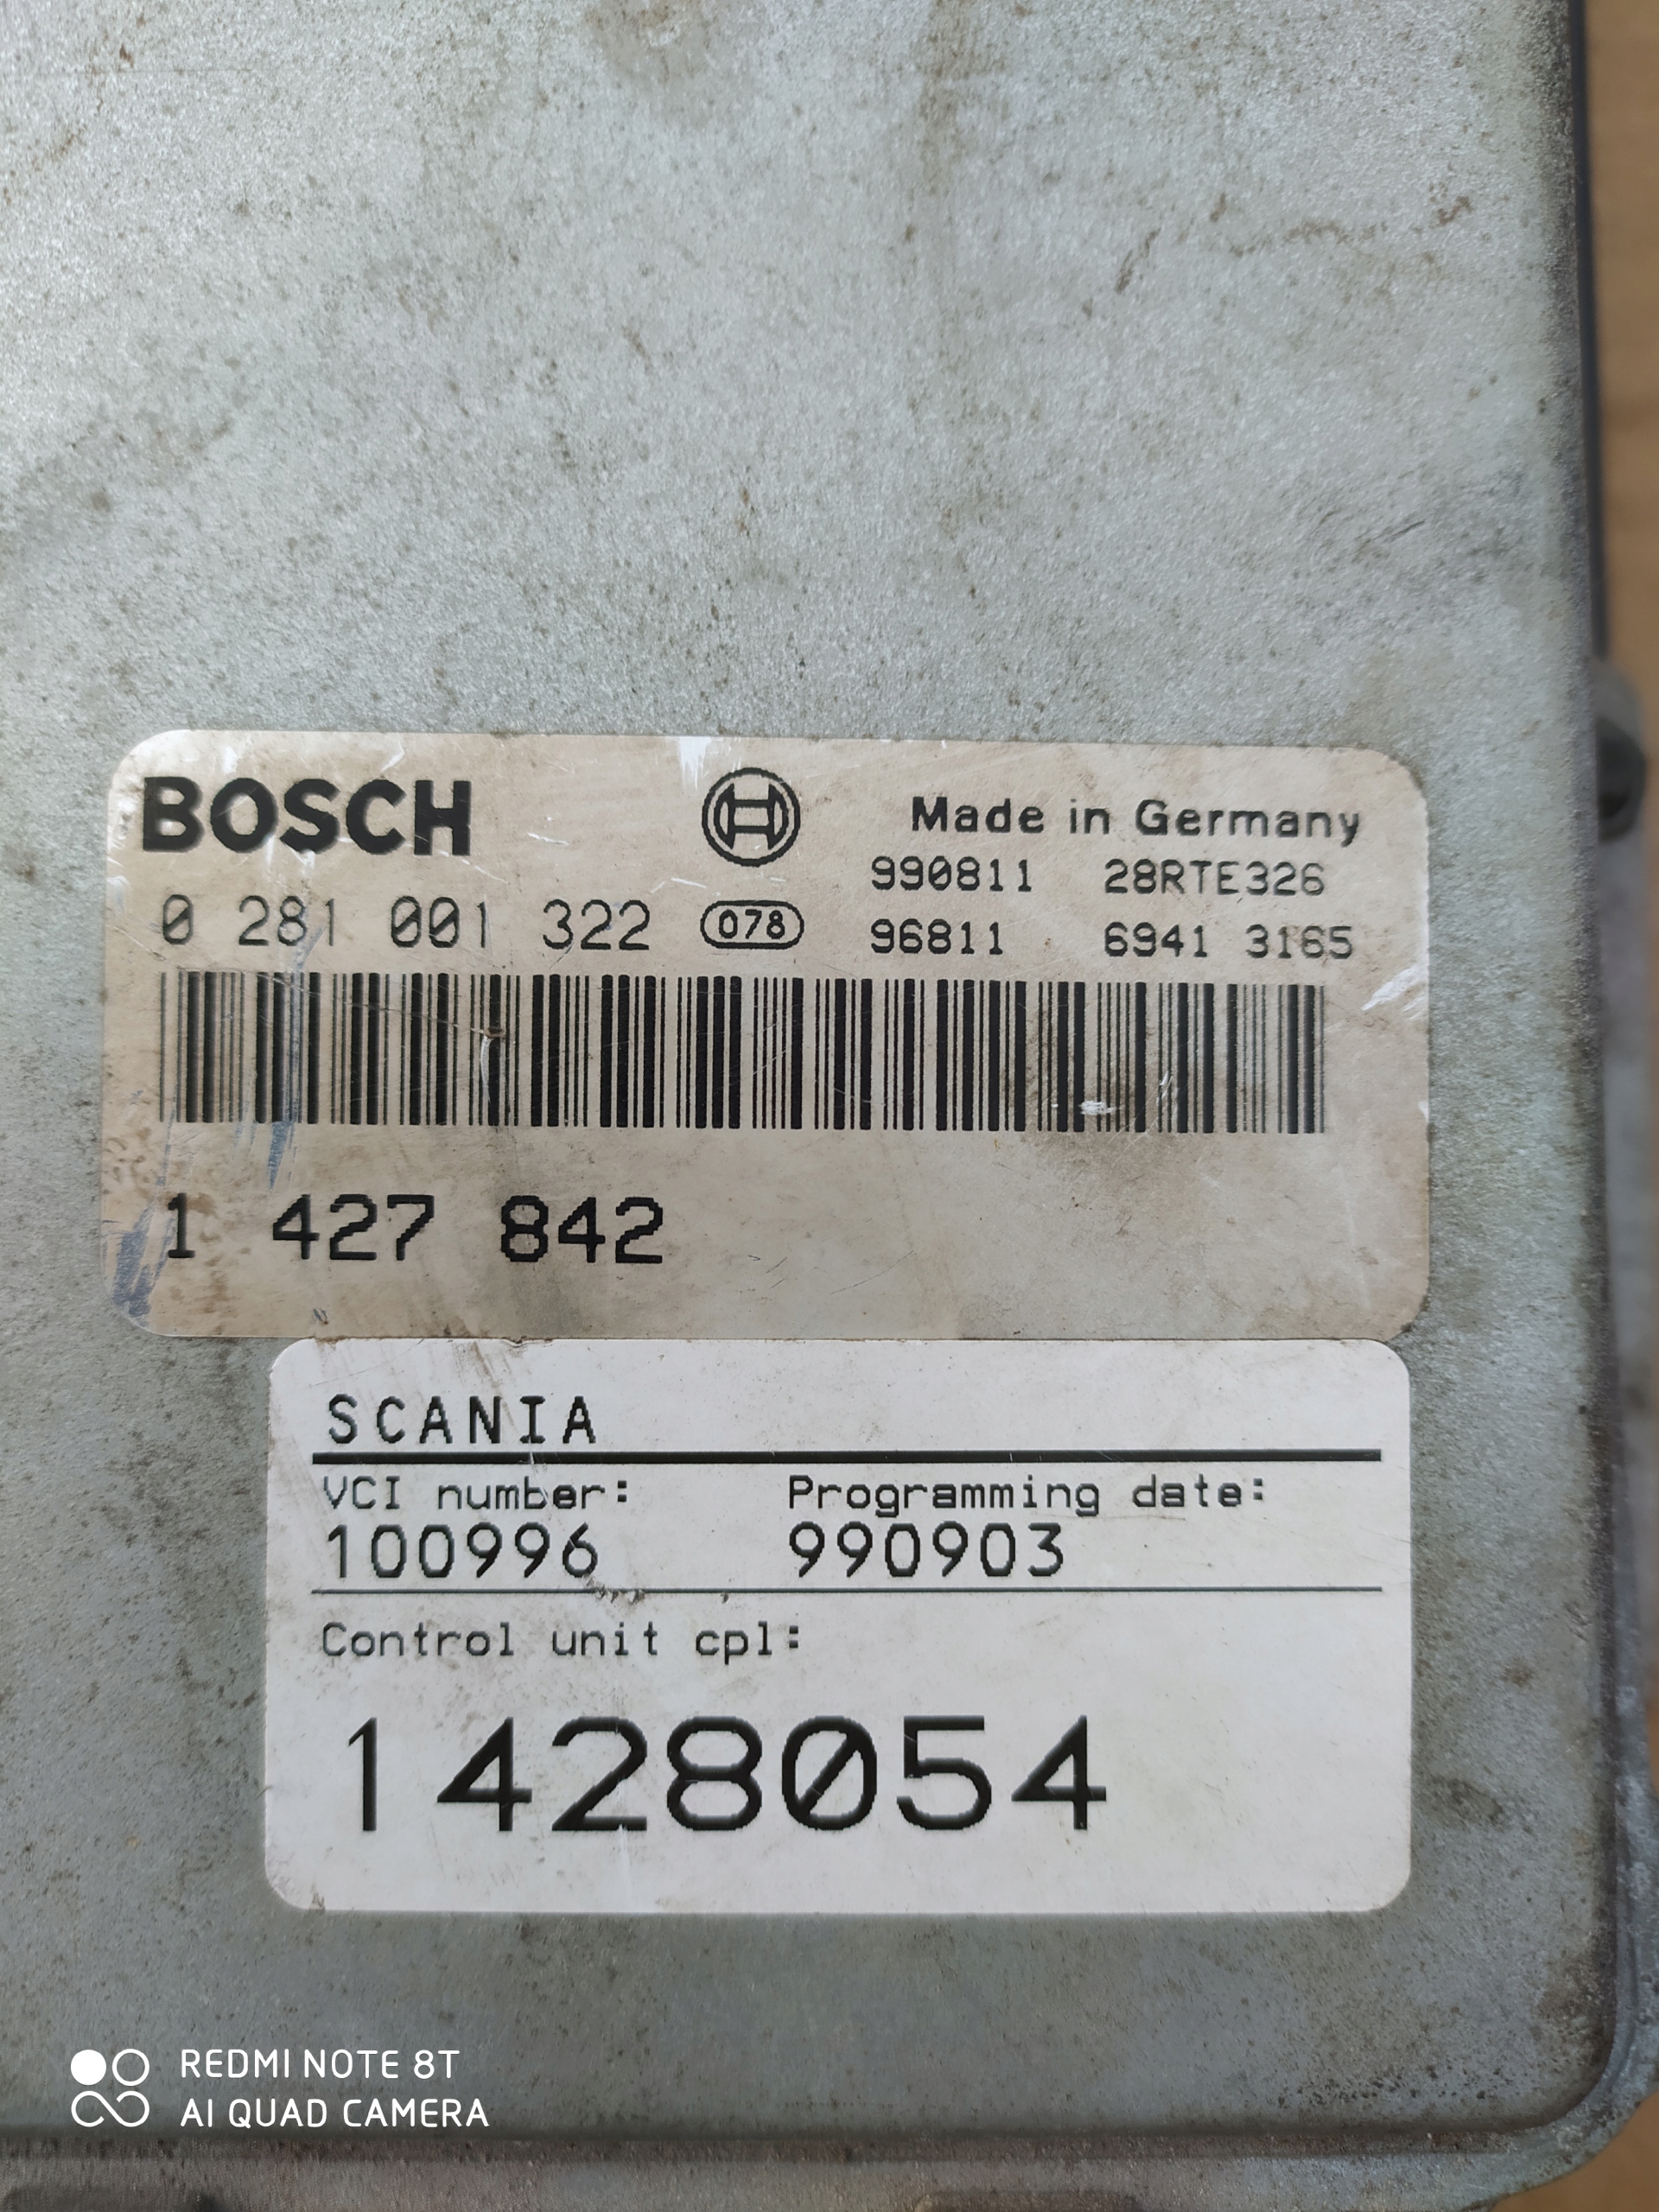 BOSCH
Made in Germany
990811 28RTE326
0 281 001 322 078 96811 6941 3165
1 427 842
SCANIA
VCI number: Programming date:
100996 990903
Control unit cpl:
1428054
REDMI NOTE 8T
AI QUAD CAMERA